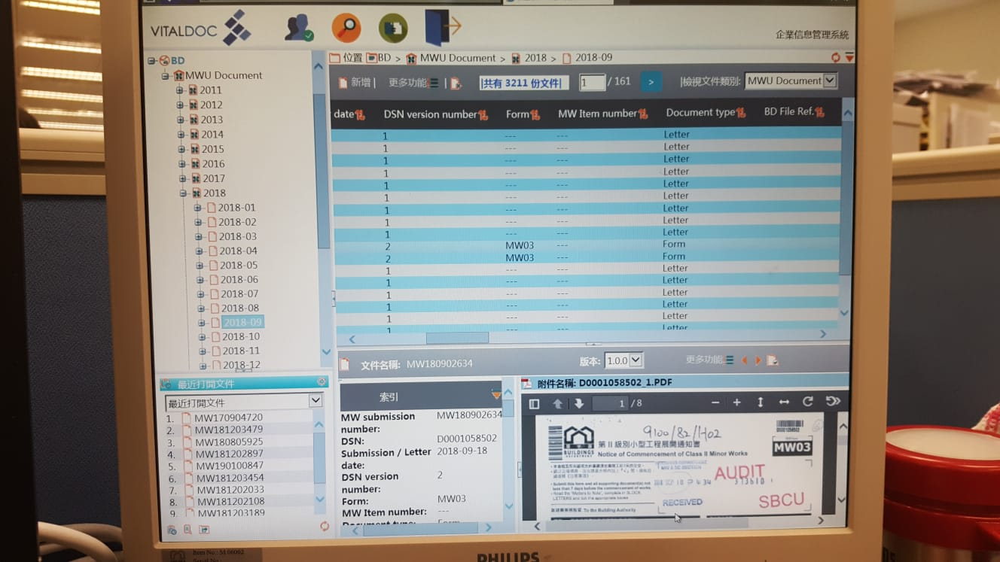 VITALDOC
企業信息管理系統
BD
MWU Document
2011
2012
2013
2014
2015
2016
2017
2018
2018-01
2018-02
2018-03
2018-04
2018-05
2018-06
2018-07
2018-08
2018-09
2018-10
2018-11
2018-12
位置 BD > MWU Document > 2018 > 2018-09
新增 | 更多功能 | |共有 3211 份文件| 1 / 161 > |檢視文件類別: MWU Document
date DSN version number Form MW Item number Document type BD File Ref.
1 --- --- Letter
1 --- --- Letter
1 --- --- Letter
1 --- --- Letter
1 --- --- Letter
1 --- --- Letter
1 --- --- Letter
1 --- --- Letter
1 --- --- Letter
2 MW03 --- Form
2 MW03 --- Form
1 --- --- Letter
1 --- --- Letter
1 --- --- Letter
1 --- --- Letter
1 --- --- Letter
1 --- --- Letter
文件名稱: MW180902634 版本: 1.0.0 更多功能
最近打開文件
最近打開文件
1. MW170904720
2. MW181203479
3. MW180805925
4. MW181202897
5. MW190100847
6. MW181203454
7. MW181202033
8. MW181202108
9. MW181203189
索引
MW submission number: MW180902634
DSN: D0001058502
Submission / Letter date: 2018-09-18
DSN version number: 2
Form: MW03
MW Item number: ---
Document type: Form
附件名稱: D0001058502_1.PDF
1 / 8
9100/82/1402
BUILDINGS
DEPARTMENT
第 II 級別小型工程展開通知書
Notice of Commencement of Class II Minor Works
D0001058502
MW03
AUDIT
RECEIVED
SBCU
To the Building Authority
Item No.: M 06002
Serial No.:
PHILIPS